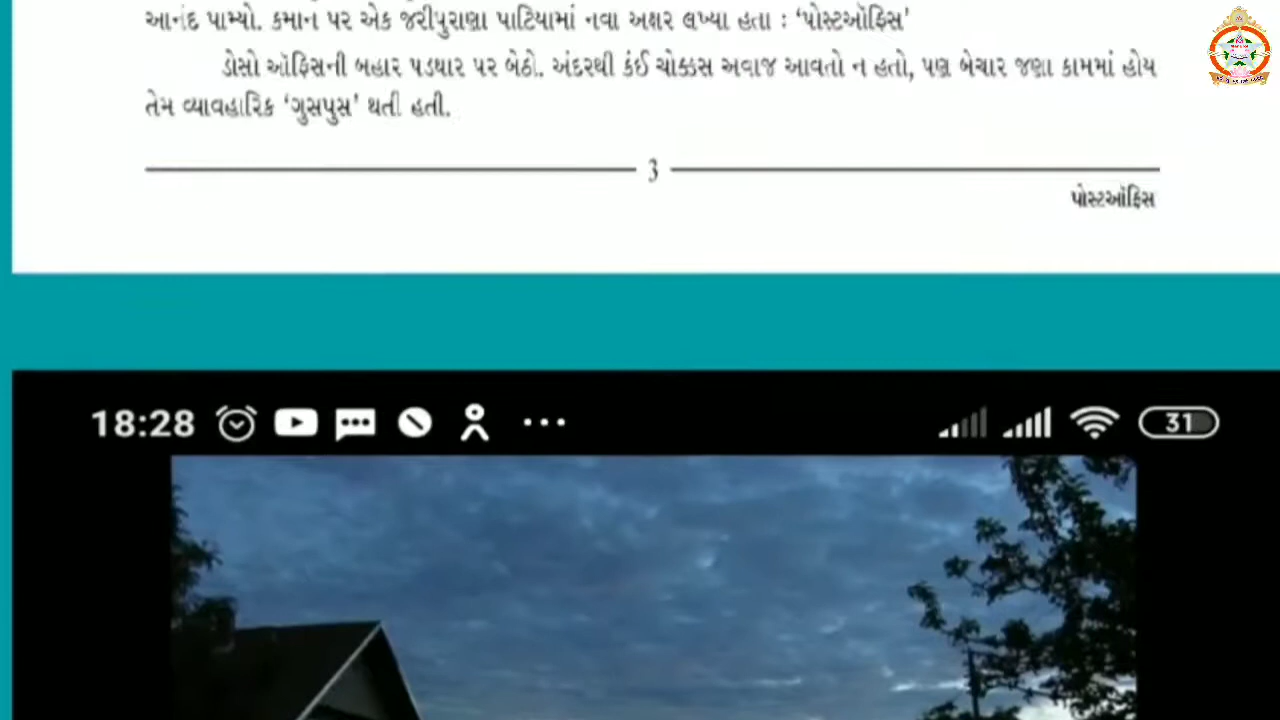 આનંદ પામ્યો. કમાન પર એક જરીપુરાણા પાટિયામાં નવા અક્ષર લખ્યા હતા : ‘પોસ્ટઑફિસ’
ડોસો ઑફિસની બહાર પડથાર પર બેઠો. અંદરથી કંઈ ચોક્કસ અવાજ આવતો ન હતો, પણ બેચાર જણા કામમાં હોય
તેમ વ્યાવહારિક ‘ગુસપુસ’ થતી હતી.
3
પોસ્ટઑફિસ
18:28
31